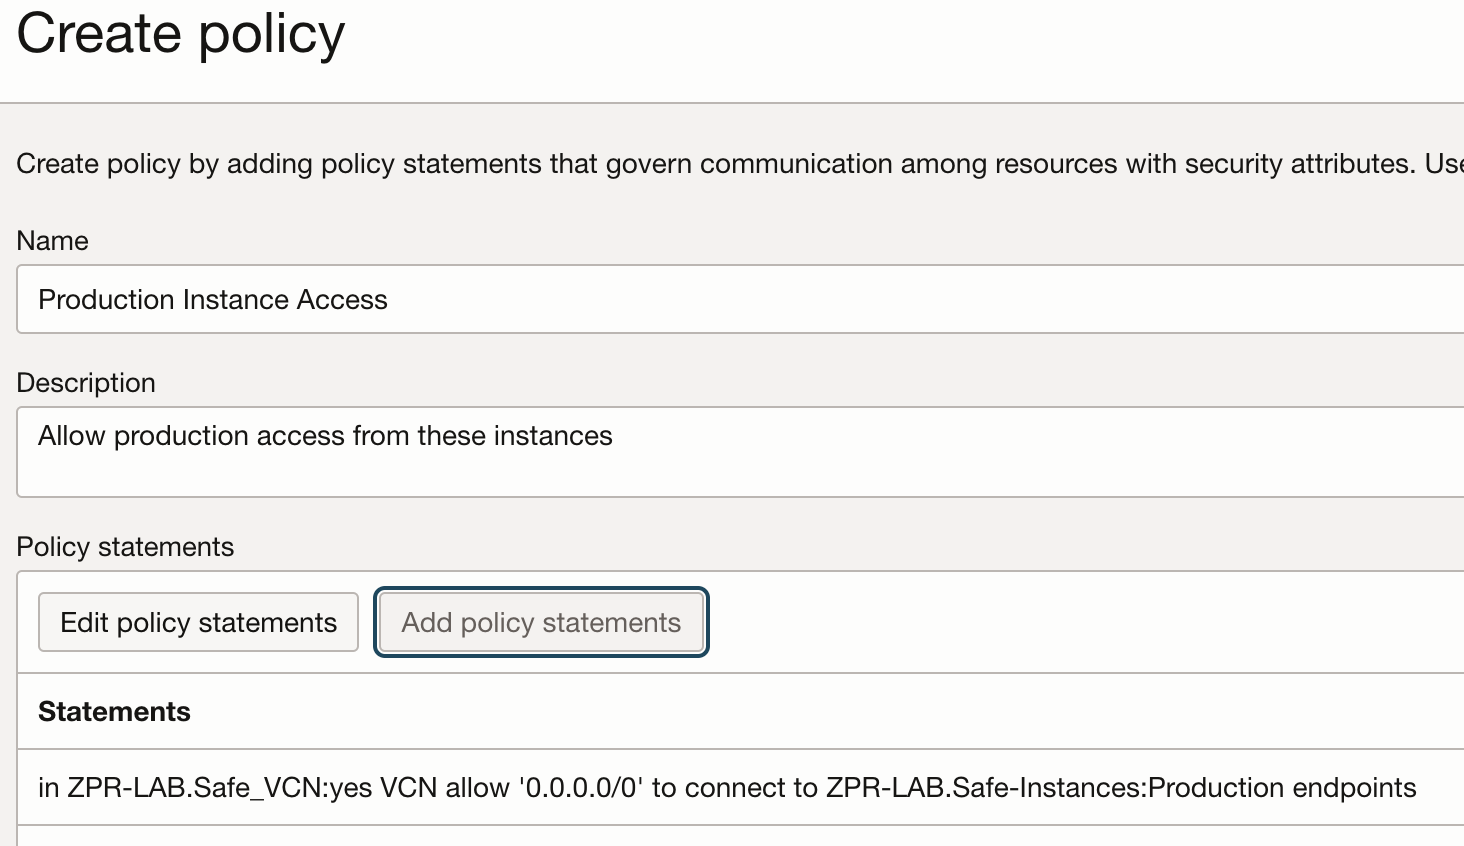 Create policy
Create policy by adding policy statements that govern communication among resources with security attributes. Use
Name
Production Instance Access
Description
Allow production access from these instances
Policy statements
Edit policy statements
Add policy statements
Statements
in ZPR-LAB.Safe_VCN:yes VCN allow '0.0.0.0/0' to connect to ZPR-LAB.Safe-Instances:Production endpoints